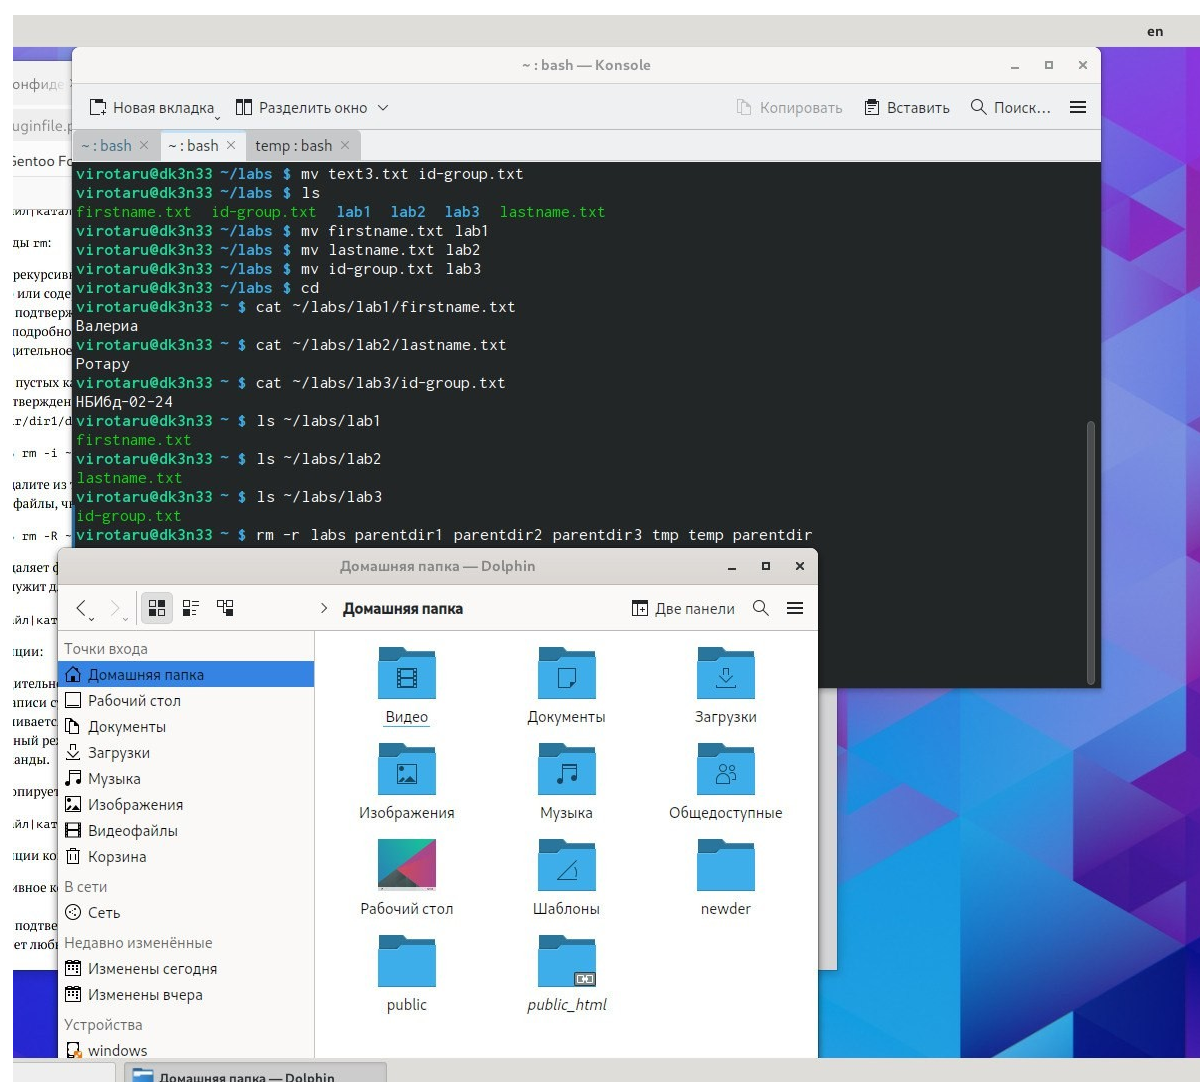 en
~ : bash — Konsole
Новая вкладка
Разделить окно
Копировать
Вставить
Поиск...
~ : bash
~ : bash
temp : bash
virotaru@dk3n33 ~/labs $ mv text3.txt id-group.txt
virotaru@dk3n33 ~/labs $ ls
firstname.txt id-group.txt lab1 lab2 lab3 lastname.txt
virotaru@dk3n33 ~/labs $ mv firstname.txt lab1
virotaru@dk3n33 ~/labs $ mv lastname.txt lab2
virotaru@dk3n33 ~/labs $ mv id-group.txt lab3
virotaru@dk3n33 ~/labs $ cd
virotaru@dk3n33 ~ $ cat ~/labs/lab1/firstname.txt
Валериа
virotaru@dk3n33 ~ $ cat ~/labs/lab2/lastname.txt
Ротару
virotaru@dk3n33 ~ $ cat ~/labs/lab3/id-group.txt
НБИбд-02-24
virotaru@dk3n33 ~ $ ls ~/labs/lab1
firstname.txt
virotaru@dk3n33 ~ $ ls ~/labs/lab2
lastname.txt
virotaru@dk3n33 ~ $ ls ~/labs/lab3
id-group.txt
virotaru@dk3n33 ~ $ rm -r labs parentdir1 parentdir2 parentdir3 tmp temp parentdir
Домашняя папка — Dolphin
Домашняя папка
Две панели
Точки входа
Домашняя папка
Рабочий стол
Документы
Загрузки
Музыка
Изображения
Видеофайлы
Корзина
В сети
Сеть
Недавно изменённые
Изменены сегодня
Изменены вчера
Устройства
windows
Видео
Документы
Загрузки
Изображения
Музыка
Общедоступные
Рабочий стол
Шаблоны
newder
public
public_html
Домашняя папка — Dolphin